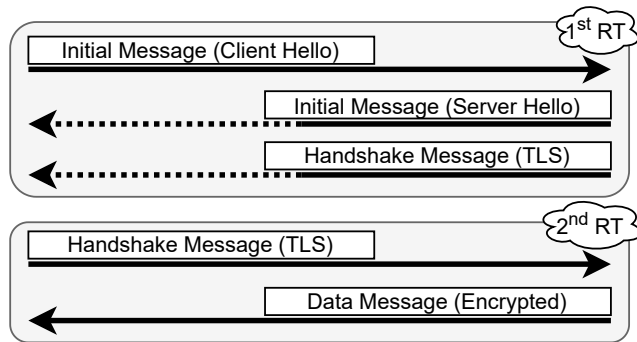 1st RT
Initial Message (Client Hello)
Initial Message (Server Hello)
Handshake Message (TLS)
2nd RT
Handshake Message (TLS)
Data Message (Encrypted)